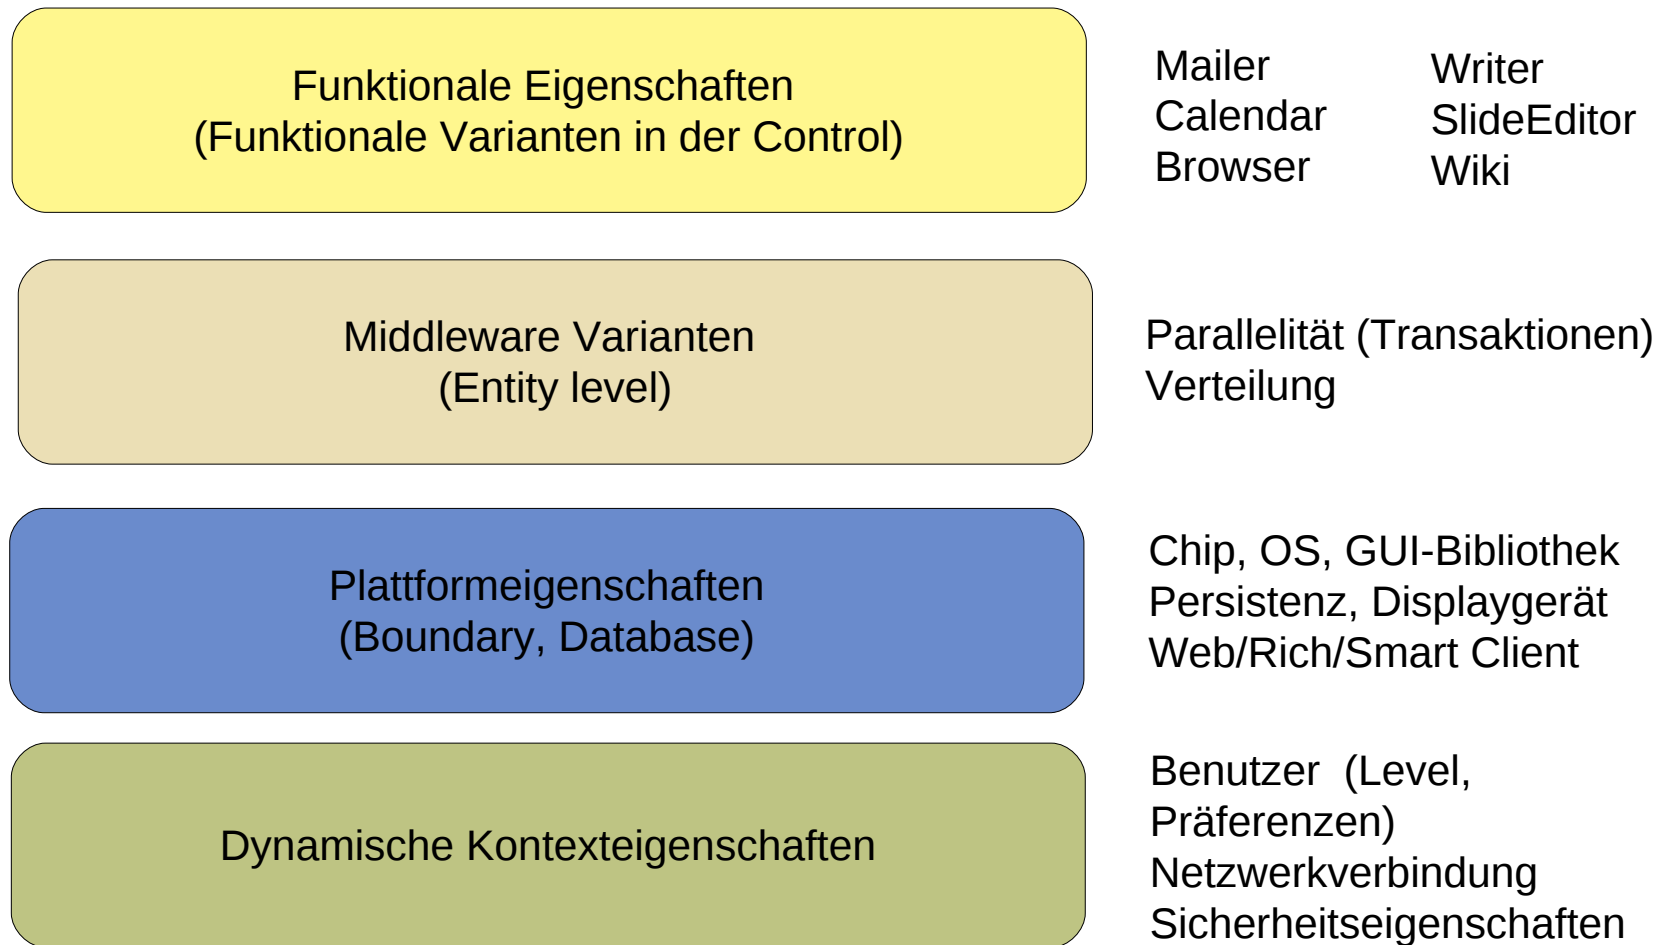 Funktionale Eigenschaften
(Funktionale Varianten in der Control)
Mailer
Calendar
Browser
Writer
SlideEditor
Wiki
Middleware Varianten
(Entity level)
Parallelität (Transaktionen)
Verteilung
Plattformeigenschaften
(Boundary, Database)
Chip, OS, GUI-Bibliothek
Persistenz, Displaygerät
Web/Rich/Smart Client
Dynamische Kontexteigenschaften
Benutzer (Level,
Präferenzen)
Netzwerkverbindung
Sicherheitseigenschaften